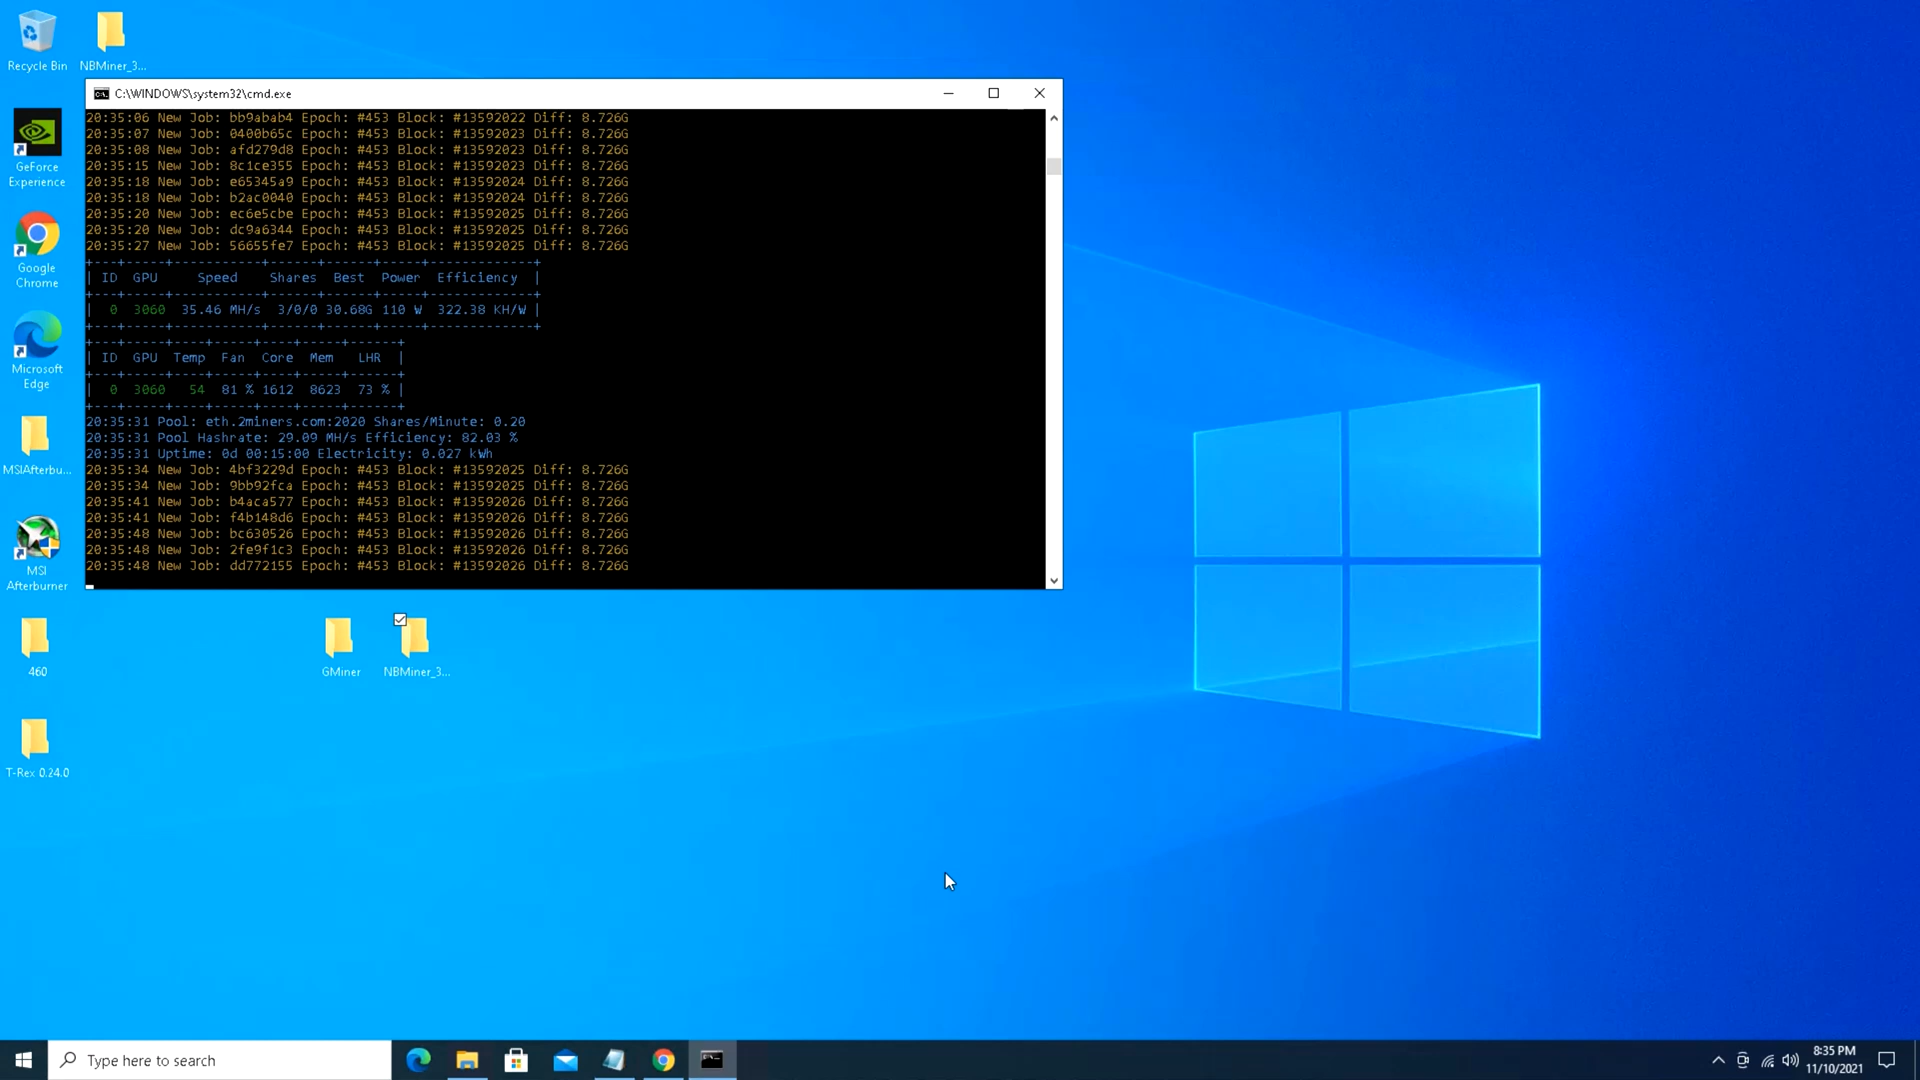 Recycle Bin
NBMiner_3...
C:\WINDOWS\system32\cmd.exe
20:35:06 New Job: bb9abab4 Epoch: #453 Block: #13592022 Diff: 8.726G
20:35:07 New Job: 0400b65c Epoch: #453 Block: #13592023 Diff: 8.726G
20:35:08 New Job: afd279d8 Epoch: #453 Block: #13592023 Diff: 8.726G
20:35:15 New Job: 8c1ce355 Epoch: #453 Block: #13592023 Diff: 8.726G
20:35:18 New Job: e65345a9 Epoch: #453 Block: #13592024 Diff: 8.726G
20:35:18 New Job: b2ac0040 Epoch: #453 Block: #13592024 Diff: 8.726G
20:35:20 New Job: ec6e5cbe Epoch: #453 Block: #13592025 Diff: 8.726G
20:35:20 New Job: dc9a6344 Epoch: #453 Block: #13592025 Diff: 8.726G
20:35:27 New Job: 56655fe7 Epoch: #453 Block: #13592025 Diff: 8.726G
ID GPU Speed Shares Best Power Efficiency
0 3060 35.46 MH/s 3/0/0 30.68G 110 W 322.38 KH/W
ID GPU Temp Fan Core Mem LHR
0 3060 54 81 % 1612 8623 73 %
20:35:31 Pool: eth.2miners.com:2020 Shares/Minute: 0.20
20:35:31 Pool Hashrate: 29.09 MH/s Efficiency: 82.03 %
20:35:31 Uptime: 0d 00:15:00 Electricity: 0.027 kWh
20:35:34 New Job: 4bf3229d Epoch: #453 Block: #13592025 Diff: 8.726G
20:35:34 New Job: 9bb92fca Epoch: #453 Block: #13592025 Diff: 8.726G
20:35:41 New Job: b4aca577 Epoch: #453 Block: #13592026 Diff: 8.726G
20:35:41 New Job: f4b148d6 Epoch: #453 Block: #13592026 Diff: 8.726G
20:35:48 New Job: bc630526 Epoch: #453 Block: #13592026 Diff: 8.726G
20:35:48 New Job: 2fe9f1c3 Epoch: #453 Block: #13592026 Diff: 8.726G
20:35:48 New Job: dd772155 Epoch: #453 Block: #13592026 Diff: 8.726G
GeForce
Experience
Google
Chrome
Microsoft
Edge
MSIAfterbu...
MSI
Afterburner
460
GMiner
NBMiner_3...
T-Rex 0.24.0
Type here to search
8:35 PM
11/10/2021